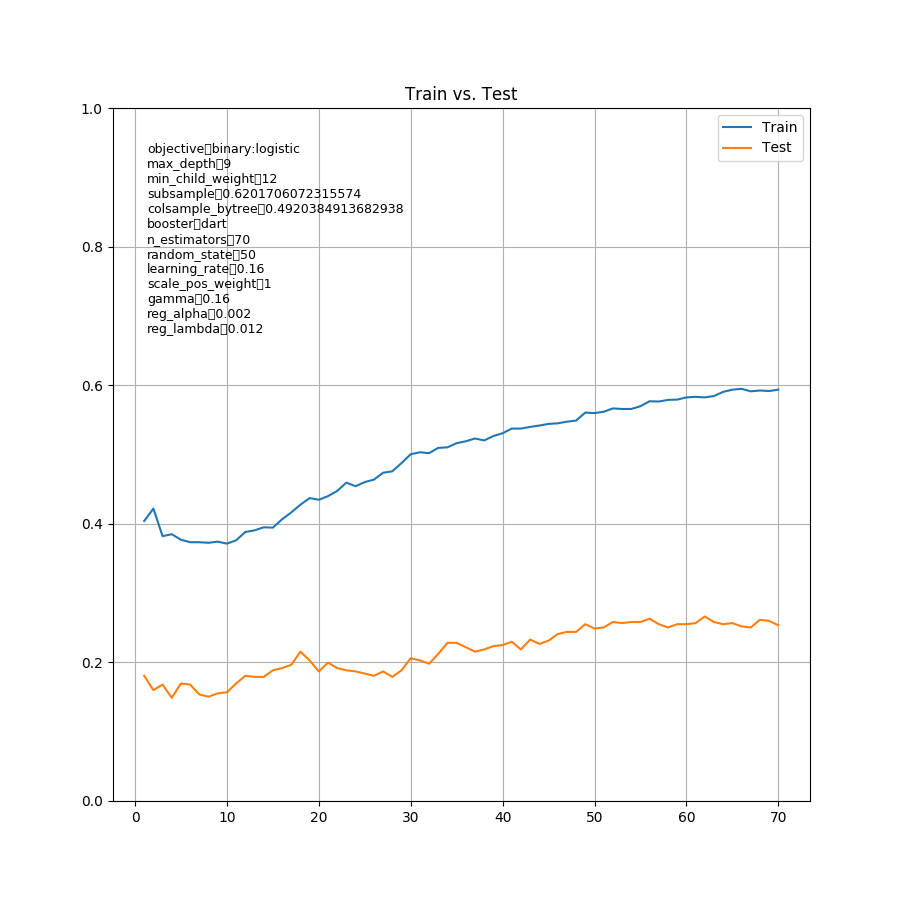 Train vs. Test
1.0
Train
Test
objective▯binary:logistic
max_depth▯9
min_child_weight▯12
subsample▯0.6201706072315574
colsample_bytree▯0.4920384913682938
booster▯dart
n_estimators▯70
random_state▯50
learning_rate▯0.16
scale_pos_weight▯1
gamma▯0.16
reg_alpha▯0.002
reg_lambda▯0.012
0.8
0.6
0.4
0.2
0.0
0 10 20 30 40 50 60 70